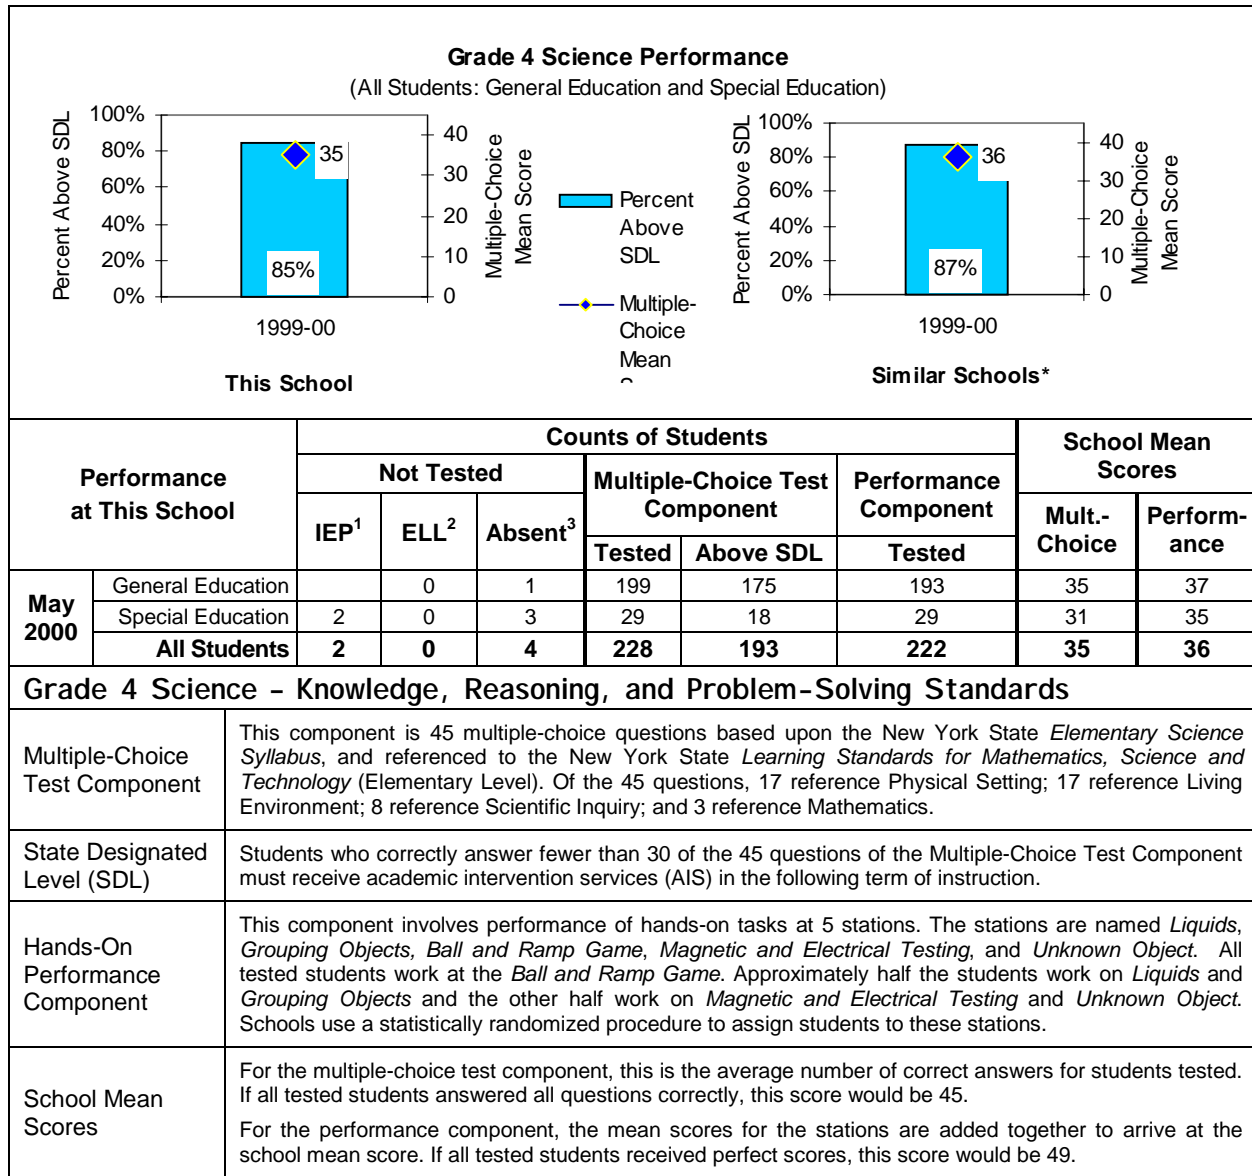 Grade 4 Science Performance
(All Students: General Education and Special Education)
Percent Above SDL
100%
80%
60%
40%
20%
0%
35
85%
40
30
20
10
0
Multiple-Choice
Mean Score
1999-00
This School
Percent
Above
SDL
Multiple-
Choice
Mean
Percent Above SDL
100%
80%
60%
40%
20%
0%
36
87%
40
30
20
10
0
Multiple-Choice
Mean Score
1999-00
Similar Schools*
Performance
at This School
Counts of Students
School Mean
Scores
Not Tested
Multiple-Choice Test
Component
Performance
Component
IEP1 ELL2 Absent3
Tested Above SDL Tested
Mult.-
Choice
Perform-
ance
May
2000
General Education 0 1 199 175 193 35 37
Special Education 2 0 3 29 18 29 31 35
All Students 2 0 4 228 193 222 35 36
Grade 4 Science – Knowledge, Reasoning, and Problem-Solving Standards
Multiple-Choice
Test Component
This component is 45 multiple-choice questions based upon the New York State Elementary Science
Syllabus, and referenced to the New York State Learning Standards for Mathematics, Science and
Technology (Elementary Level). Of the 45 questions, 17 reference Physical Setting; 17 reference Living
Environment; 8 reference Scientific Inquiry; and 3 reference Mathematics.
State Designated
Level (SDL)
Students who correctly answer fewer than 30 of the 45 questions of the Multiple-Choice Test Component
must receive academic intervention services (AIS) in the following term of instruction.
Hands-On
Performance
Component
This component involves performance of hands-on tasks at 5 stations. The stations are named Liquids,
Grouping Objects, Ball and Ramp Game, Magnetic and Electrical Testing, and Unknown Object. All
tested students work at the Ball and Ramp Game. Approximately half the students work on Liquids and
Grouping Objects and the other half work on Magnetic and Electrical Testing and Unknown Object.
Schools use a statistically randomized procedure to assign students to these stations.
School Mean
Scores
For the multiple-choice test component, this is the average number of correct answers for students tested.
If all tested students answered all questions correctly, this score would be 45.
For the performance component, the mean scores for the stations are added together to arrive at the
school mean score. If all tested students received perfect scores, this score would be 49.